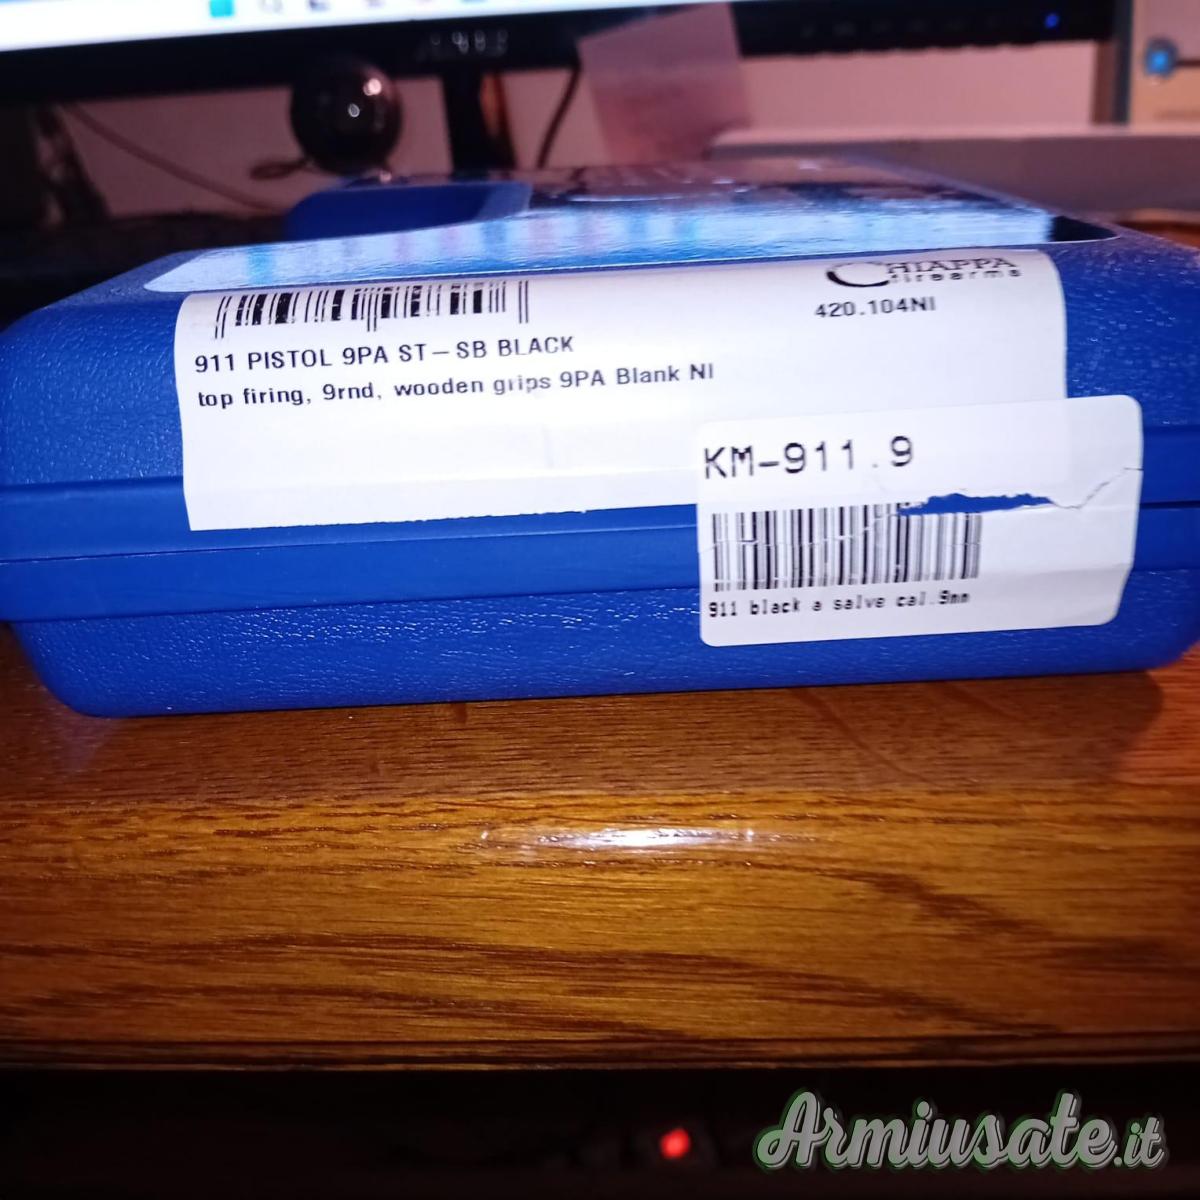 CHIAPPA
firearms
420.104NI
911 PISTOL 9PA ST-SB BLACK
top firing, 9rnd, wooden grips 9PA Blank NI
KM-911.9
911 black a salve cal.9mm
Armiusate.it